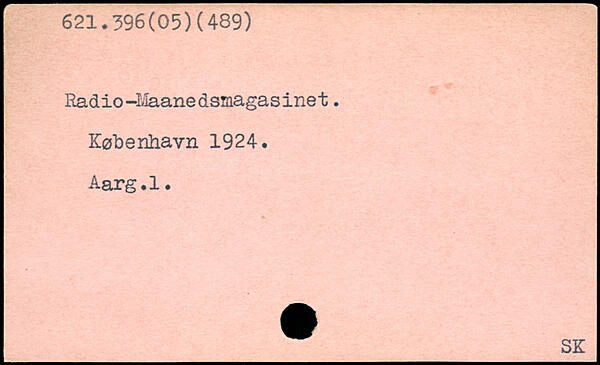 621.396(05)(489)
Radio-Maanedsmagasinet.
København 1924.
Aarg.1.
SK